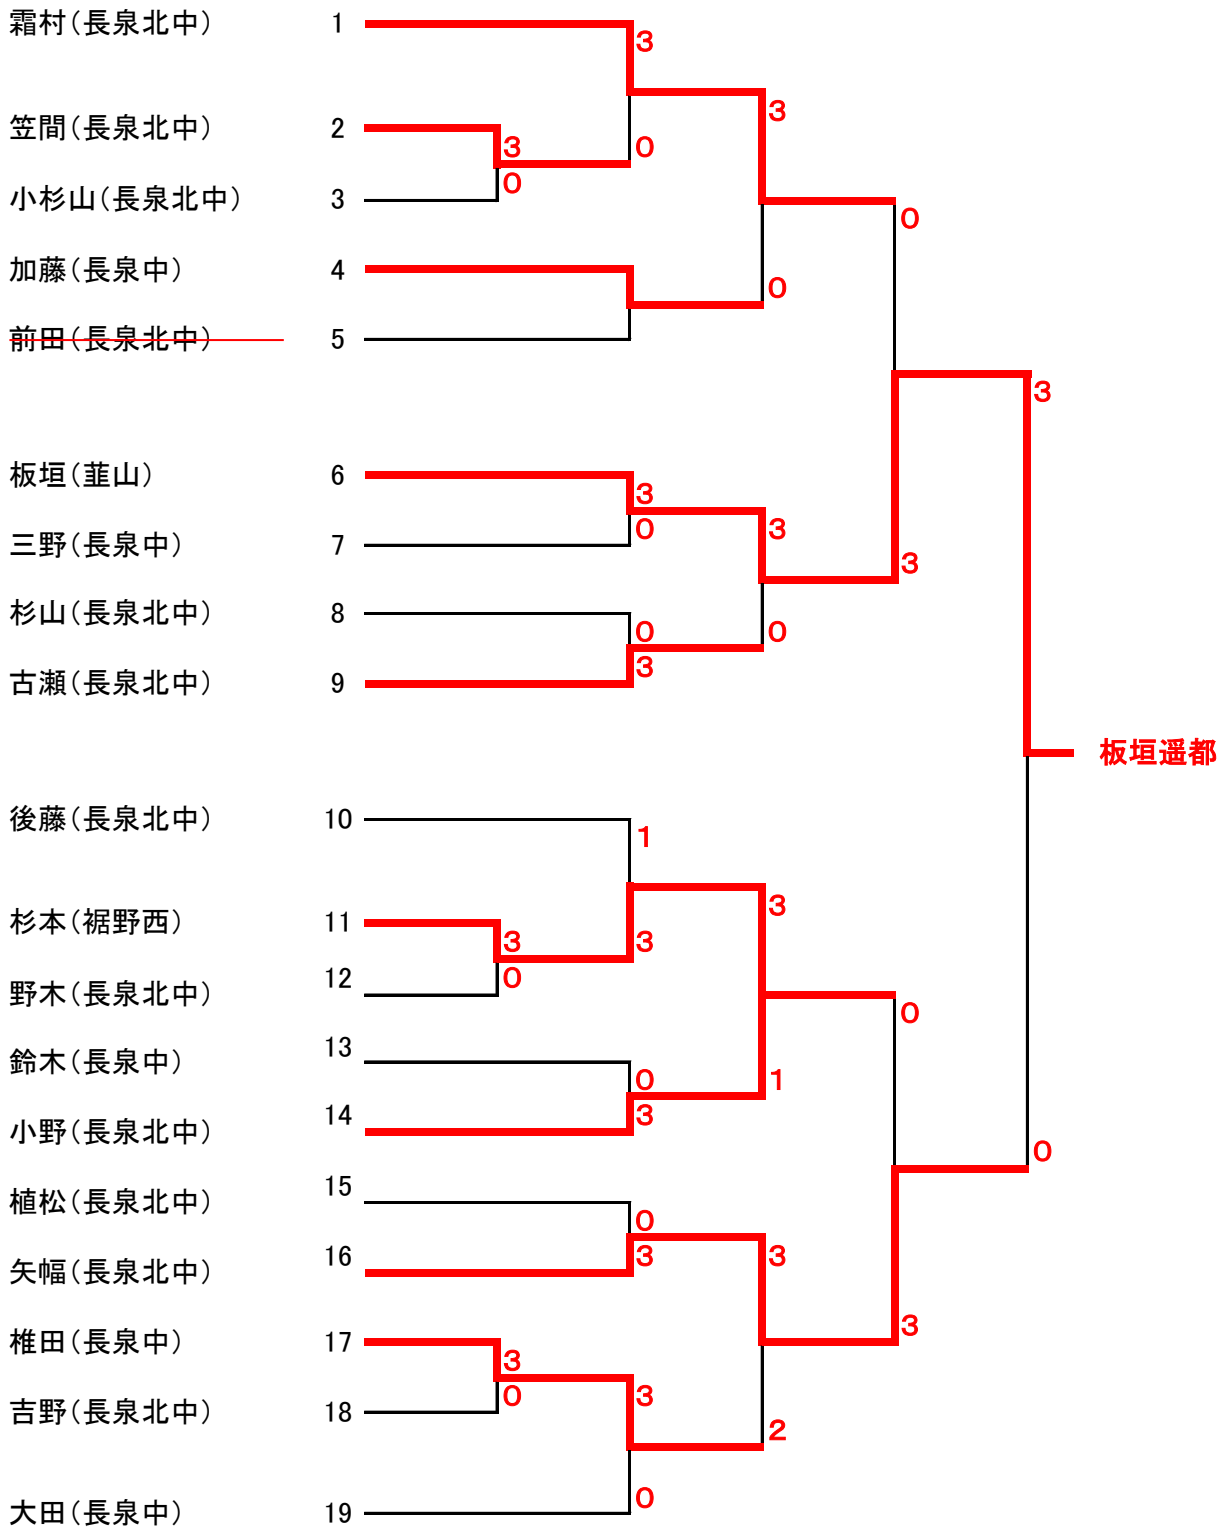 霜村(長泉北中) 1
3
3
笠間(長泉北中) 2
3
0
0
小杉山(長泉北中) 3
0
加藤(長泉中) 4
0
前田(長泉北中) 5
3
板垣(韮山) 6
3
0
3
3
三野(長泉中) 7
杉山(長泉北中) 8
0
0
3
古瀬(長泉北中) 9
板垣遥都
後藤(長泉北中) 10
1
3
杉本(裾野西) 11
3
3
0
野木(長泉北中) 12
0
鈴木(長泉中) 13
0
1
3
小野(長泉北中) 14
0
植松(長泉北中) 15
0
3
3
矢幅(長泉北中) 16
3
椎田(長泉中) 17
3
0
3
吉野(長泉北中) 18
2
0
大田(長泉中) 19